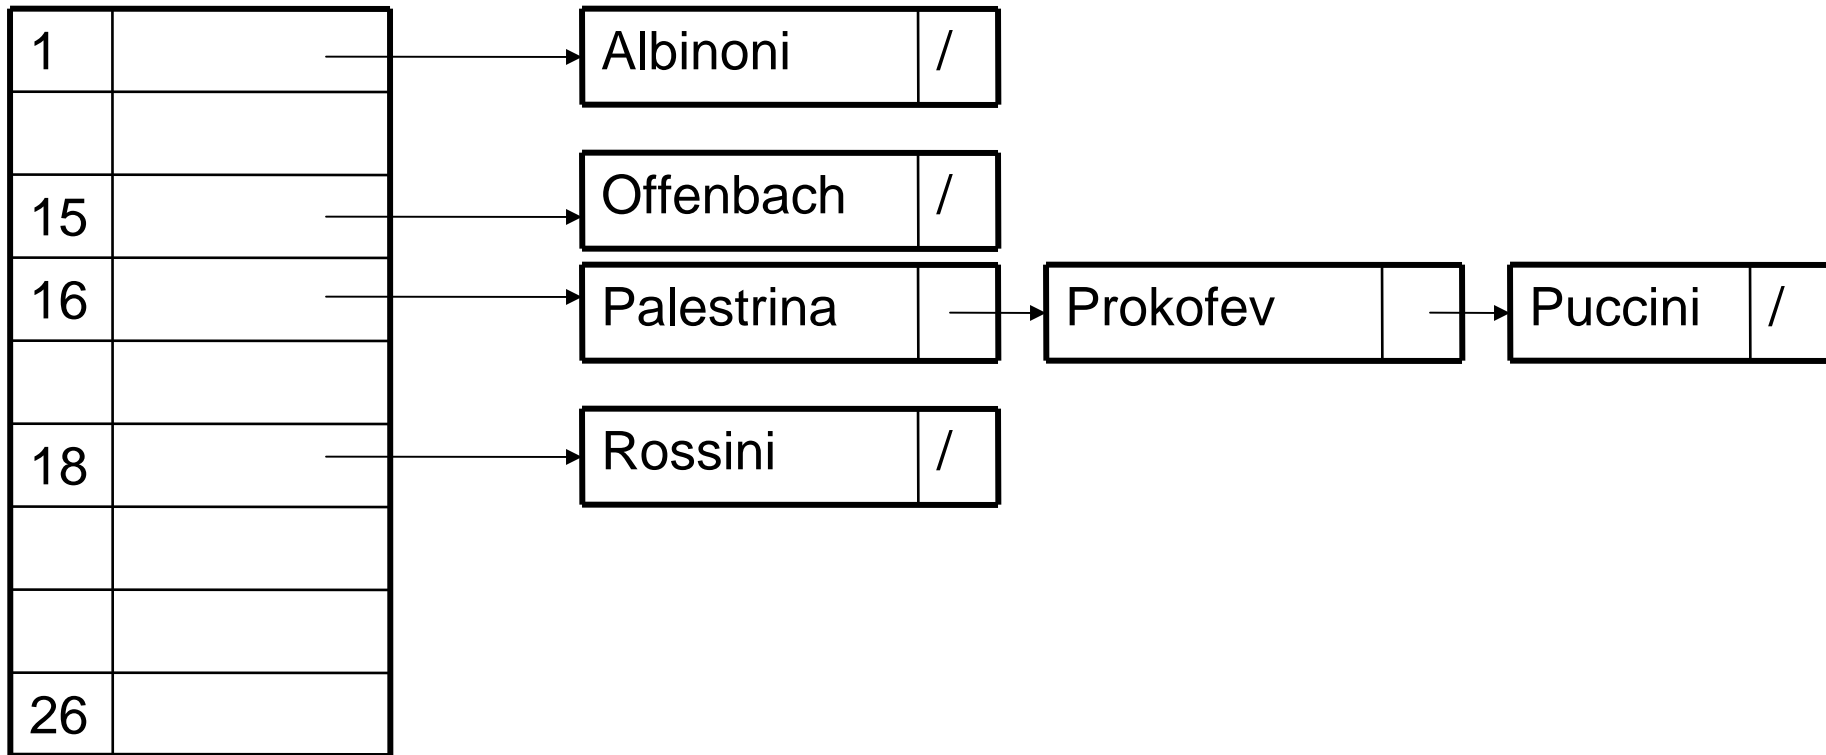 1 Albinoni /
15 Offenbach /
16 Palestrina Prokofev Puccini /
18 Rossini /
26